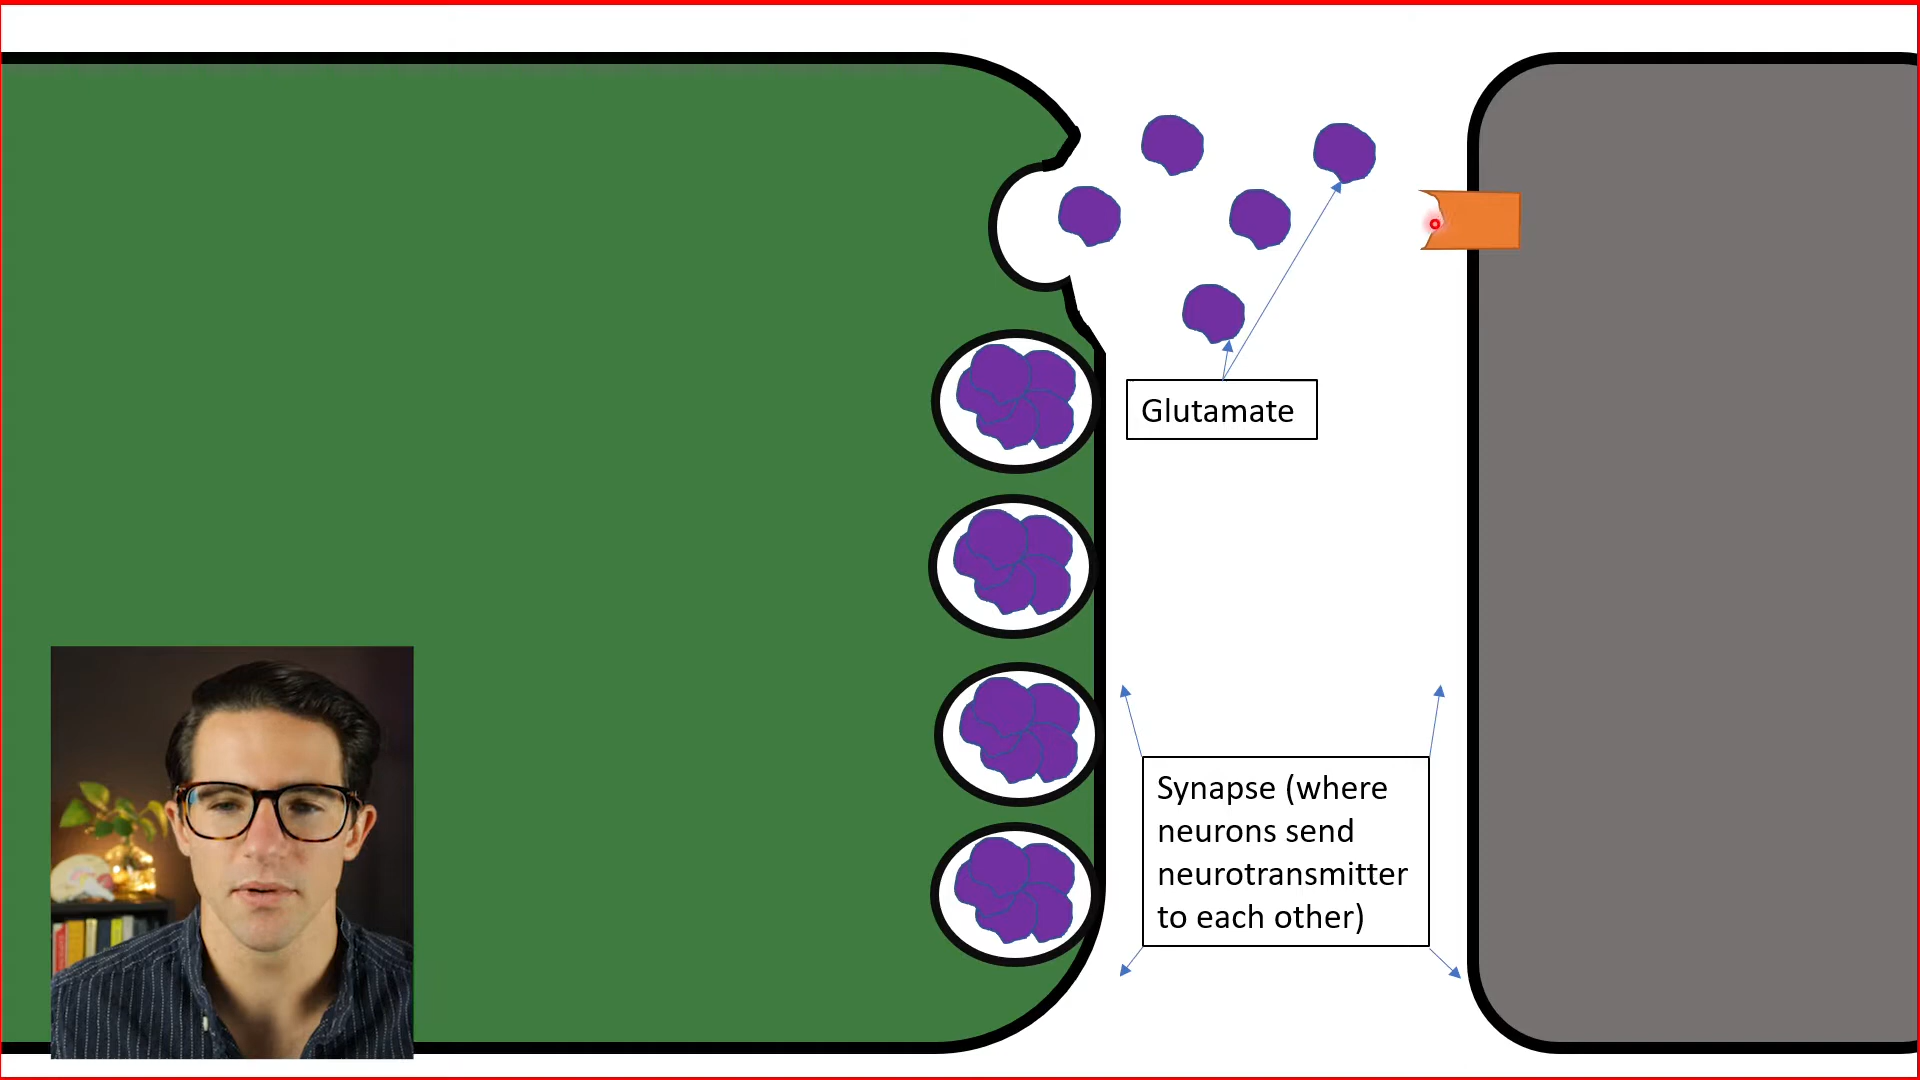 Glutamate
Synapse (where
neurons send
neurotransmitter
to each other)